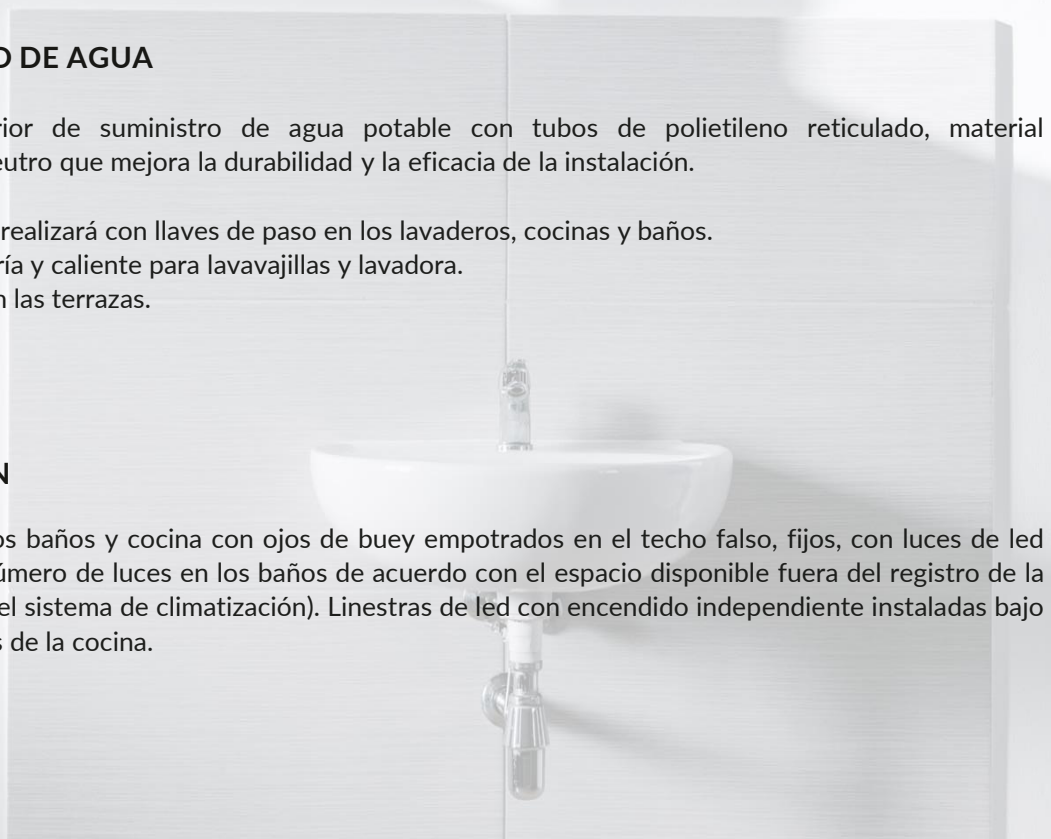 D DE AGUA
rior de suministro de agua potable con tubos de polietileno reticulado, material
eutro que mejora la durabilidad y la eficacia de la instalación.
realizará con llaves de paso en los lavaderos, cocinas y baños.
ría y caliente para lavavajillas y lavadora.
n las terrazas.
N
os baños y cocina con ojos de buey empotrados en el techo falso, fijos, con luces de led
úmero de luces en los baños de acuerdo con el espacio disponible fuera del registro de la
el sistema de climatización). Linestras de led con encendido independiente instaladas bajo
s de la cocina.